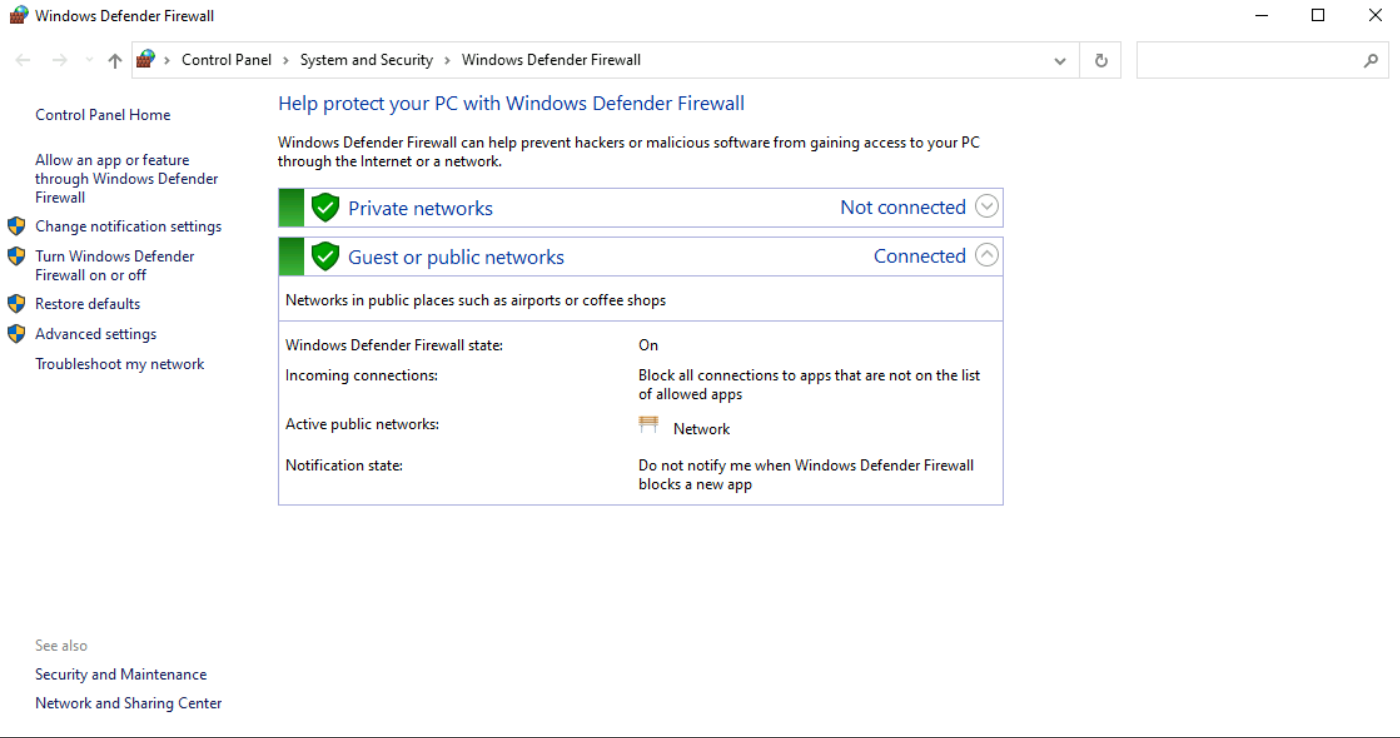 Windows Defender Firewall
Control Panel › System and Security › Windows Defender Firewall
Control Panel Home
Allow an app or feature
through Windows Defender
Firewall
Change notification settings
Turn Windows Defender
Firewall on or off
Restore defaults
Advanced settings
Troubleshoot my network
Help protect your PC with Windows Defender Firewall
Windows Defender Firewall can help prevent hackers or malicious software from gaining access to your PC
through the Internet or a network.
Private networks Not connected
Guest or public networks Connected
Networks in public places such as airports or coffee shops
Windows Defender Firewall state: On
Incoming connections: Block all connections to apps that are not on the list
of allowed apps
Active public networks: Network
Notification state: Do not notify me when Windows Defender Firewall
blocks a new app
See also
Security and Maintenance
Network and Sharing Center